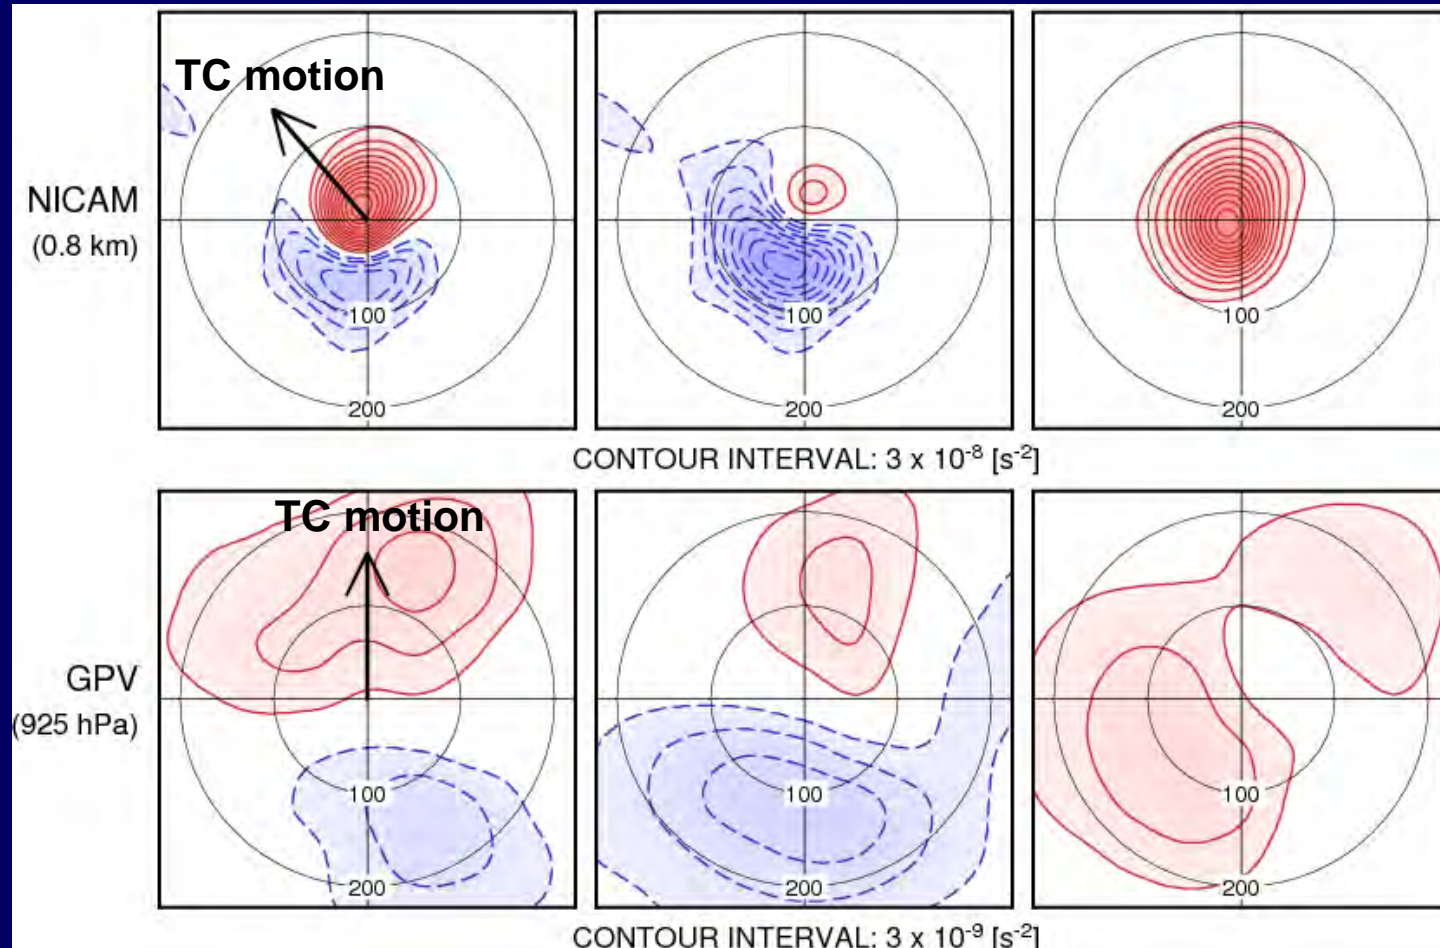 TC motion
NICAM
(0.8 km)
100
200
100
200
100
200
CONTOUR INTERVAL: 3 x 10⁻⁸ [s⁻²]
TC motion
GPV
(925 hPa)
100
200
100
200
100
200
CONTOUR INTERVAL: 3 x 10⁻⁹ [s⁻²]